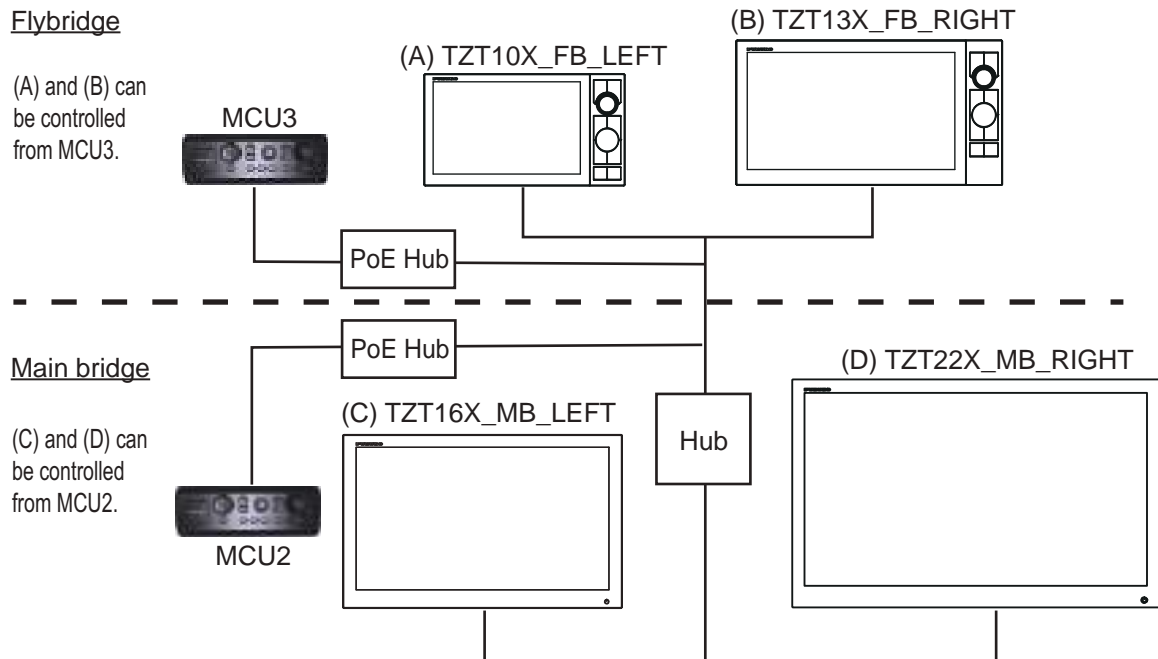 Flybridge
(A) and (B) can
be controlled
from MCU3.
MCU3
(A) TZT10X_FB_LEFT
(B) TZT13X_FB_RIGHT
PoE Hub
PoE Hub
Main bridge
(C) and (D) can
be controlled
from MCU2.
MCU2
(C) TZT16X_MB_LEFT
Hub
(D) TZT22X_MB_RIGHT